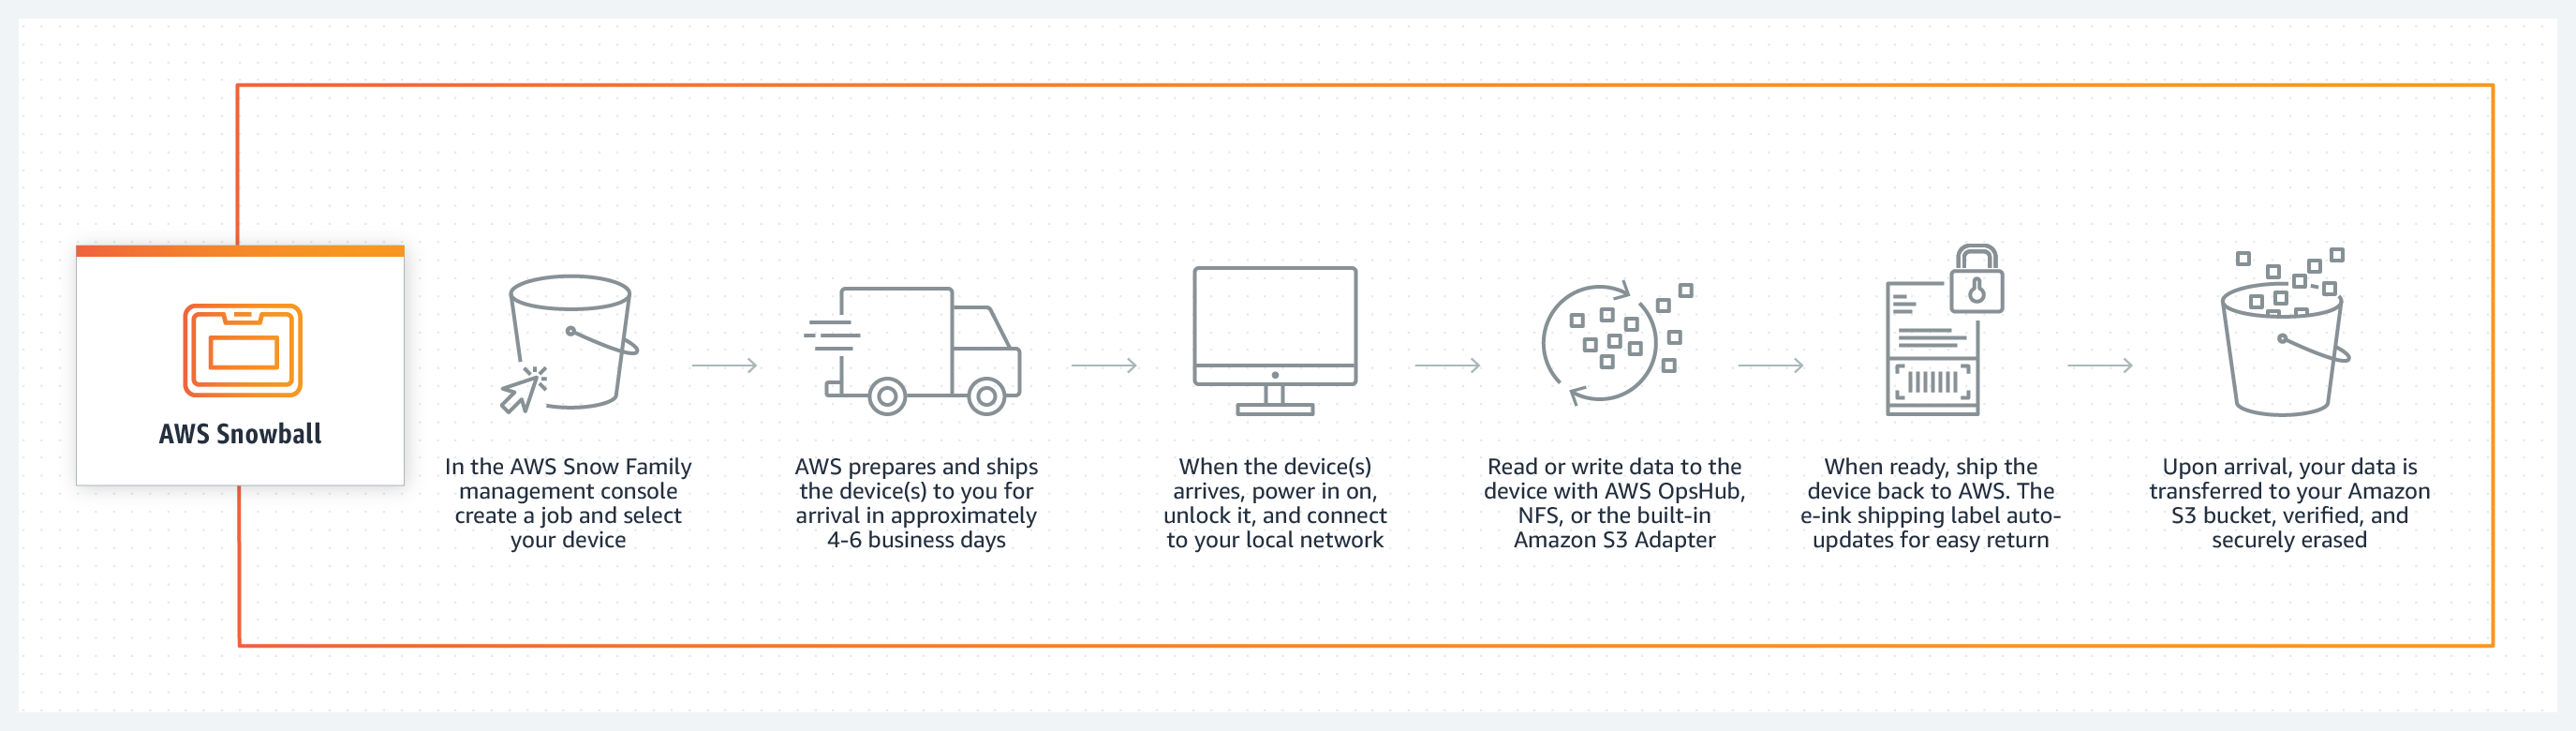 AWS Snowball
In the AWS Snow Family
management console
create a job and select
your device
AWS prepares and ships
the device(s) to you for
arrival in approximately
4-6 business days
When the device(s)
arrives, power in on,
unlock it, and connect
to your local network
Read or write data to the
device with AWS OpsHub,
NFS, or the built-in
Amazon S3 Adapter
When ready, ship the
device back to AWS. The
e-ink shipping label auto-
updates for easy return
Upon arrival, your data is
transferred to your Amazon
S3 bucket, verified, and
securely erased